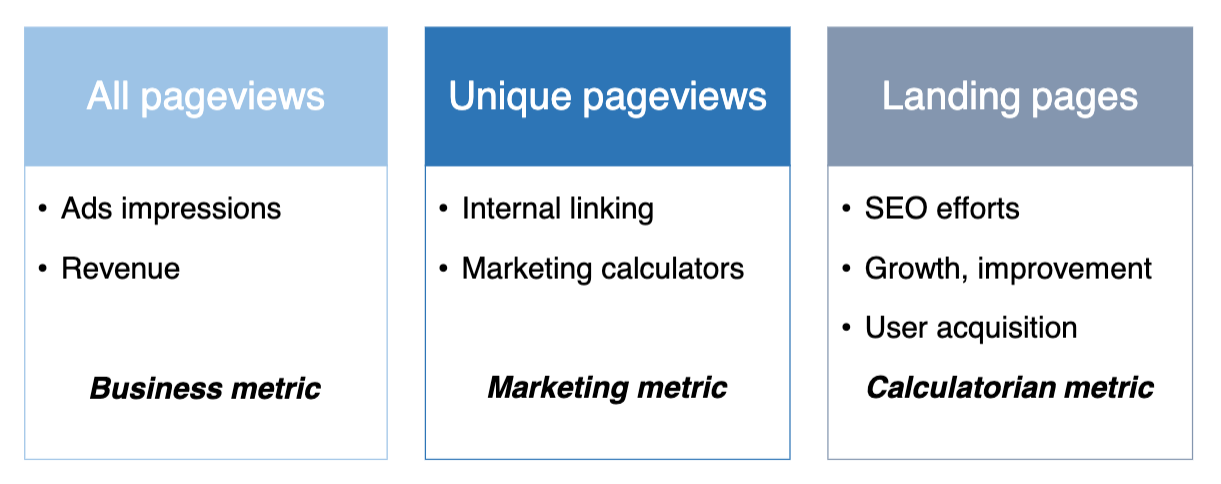 All pageviews
• Ads impressions
• Revenue
Business metric
Unique pageviews
• Internal linking
• Marketing calculators
Marketing metric
Landing pages
• SEO efforts
• Growth, improvement
• User acquisition
Calculatorian metric